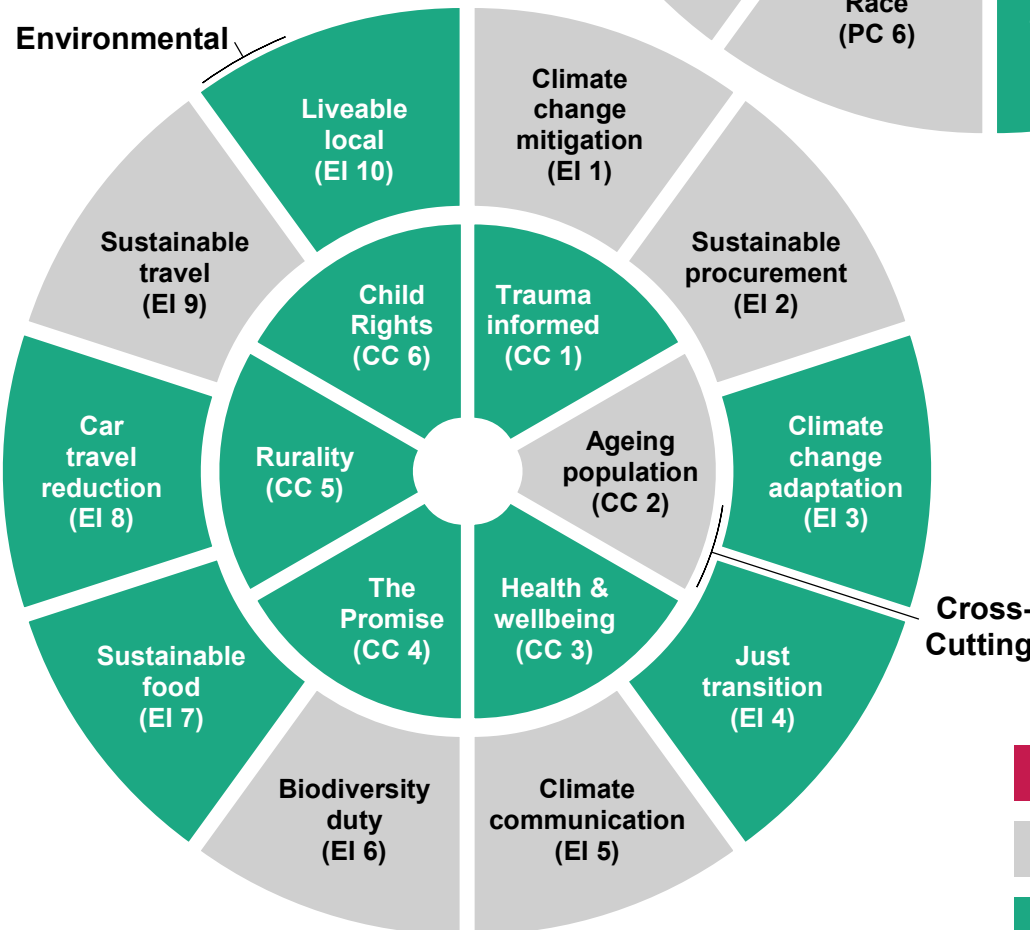 Environmental
Race
(PC 6)
Liveable
local
(EI 10)
Climate
change
mitigation
(EI 1)
Sustainable
travel
(EI 9)
Sustainable
procurement
(EI 2)
Child
Rights
(CC 6)
Trauma
informed
(CC 1)
Car
travel
reduction
(EI 8)
Rurality
(CC 5)
Ageing
population
(CC 2)
Climate
change
adaptation
(EI 3)
The
Promise
(CC 4)
Health &
wellbeing
(CC 3)
Cross-
Cutting
Sustainable
food
(EI 7)
Just
transition
(EI 4)
Biodiversity
duty
(EI 6)
Climate
communication
(EI 5)